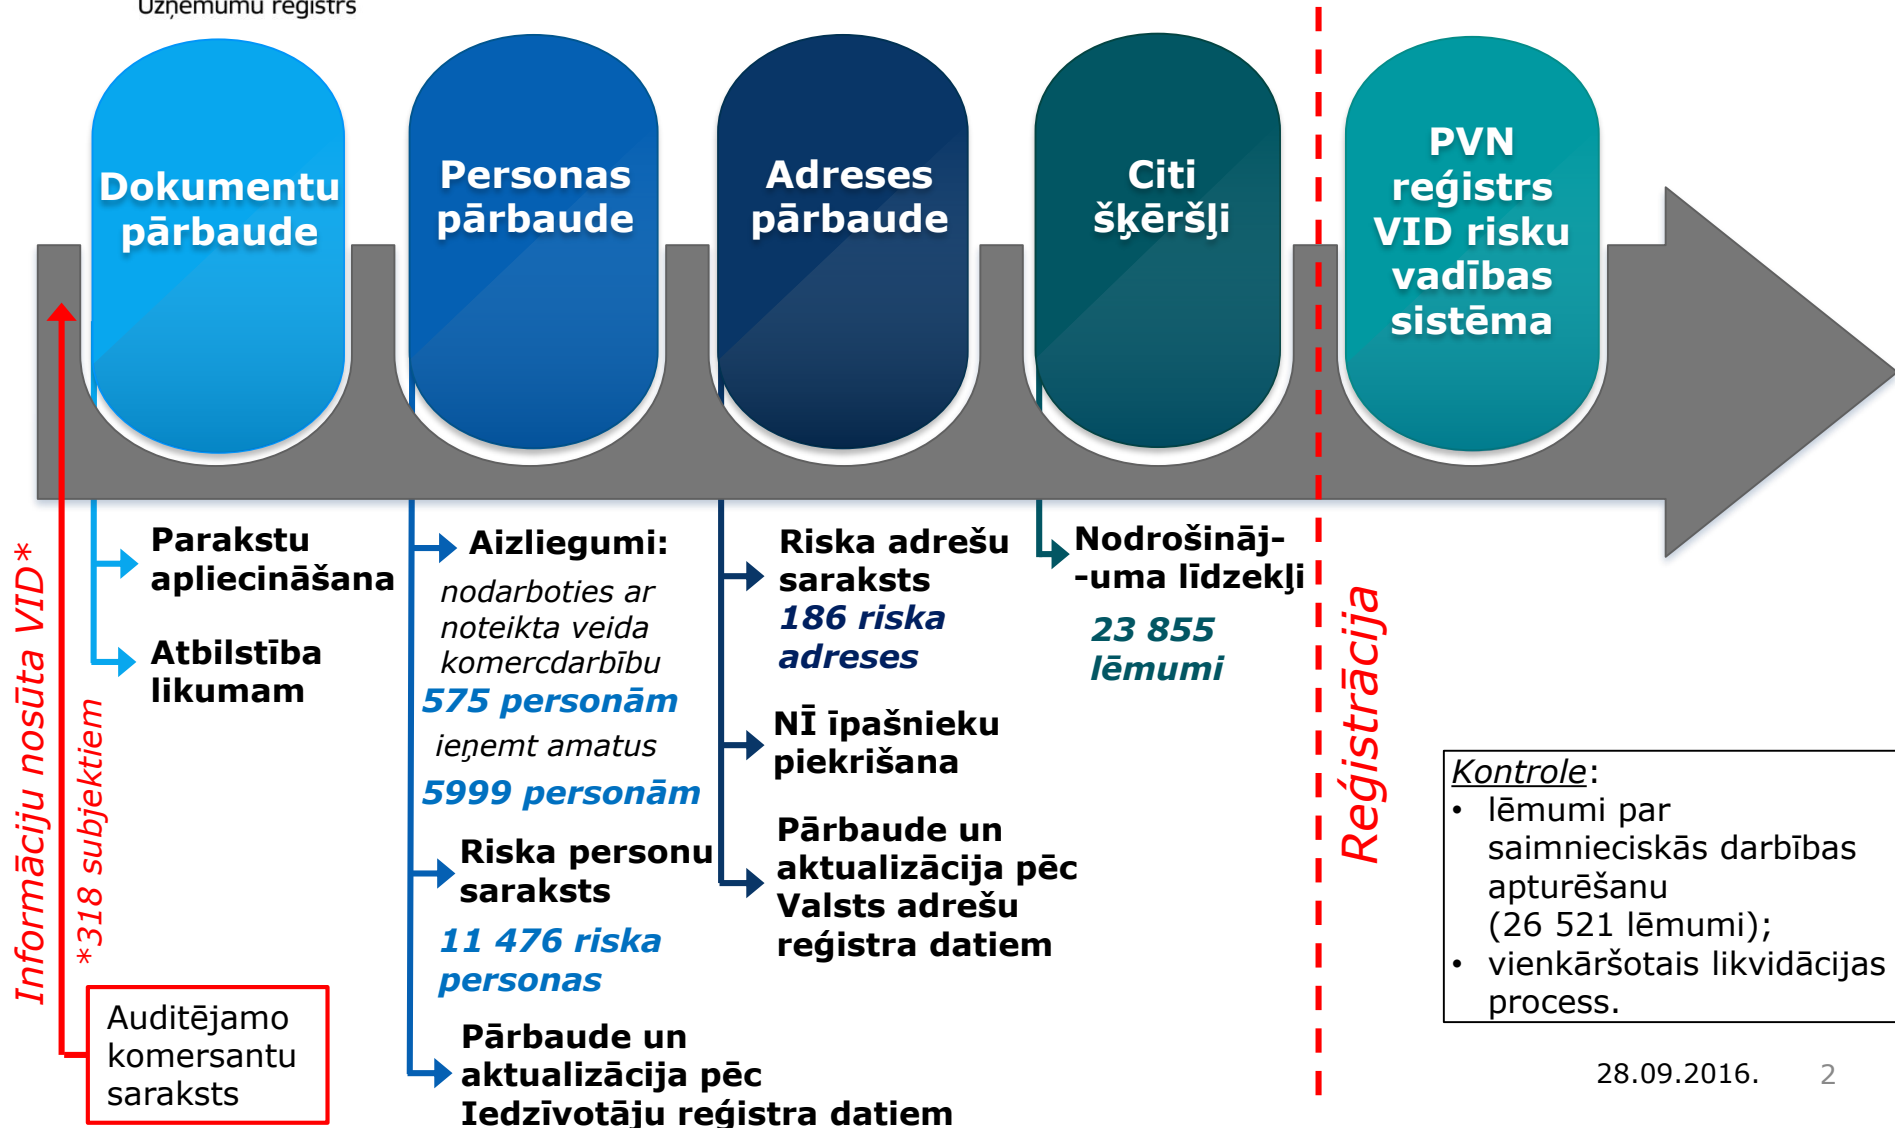 Uzņēmumu reģistrs
Dokumentu
pārbaude
Personas
pārbaude
Adreses
pārbaude
Citi
šķēršļi
PVN
reģistrs
VID risku
vadības
sistēma
Informāciju nosūta VID*
*318 subjektiem
Auditējamo
komersantu
saraksts
Parakstu
apliecināšana
Atbilstība
likumam
Aizliegumi:
nodarboties ar
noteikta veida
komercdarbību
575 personām
ieņemt amatus
5999 personām
Riska personu
saraksts
11 476 riska
personas
Pārbaude un
aktualizācija pēc
Iedzīvotāju reģistra datiem
Riska adrešu
saraksts
186 riska
adreses
NĪ īpašnieku
piekrišana
Pārbaude un
aktualizācija pēc
Valsts adrešu
reģistra datiem
Nodrošināj-
-uma līdzekļi
23 855
lēmumi
Reģistrācija
Kontrole:
• lēmumi par
saimnieciskās darbības
apturēšanu
(26 521 lēmumi);
• vienkāršotais likvidācijas
process.
28.09.2016.
2